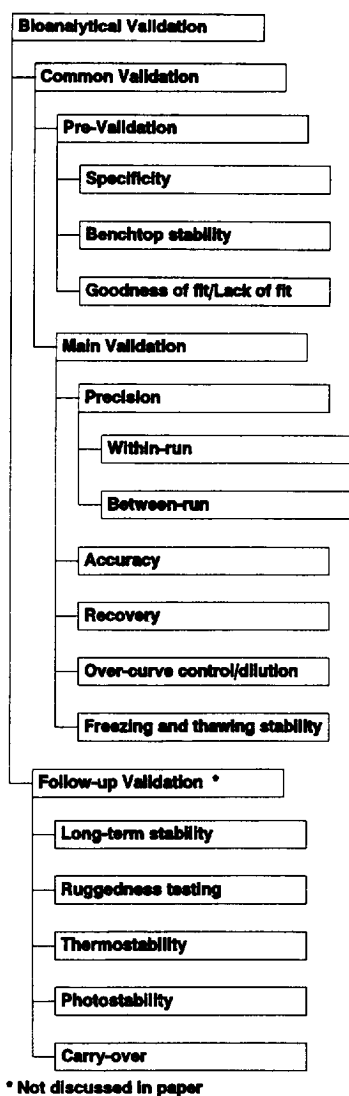 Bioanalytical Validation
Common Validation
Pre-Validation
Specificity
Benchtop stability
Goodness of fit/Lack of fit
Main Validation
Precision
Within-run
Between-run
Accuracy
Recovery
Over-curve control/dilution
Freezing and thawing stability
Follow-up Validation *
Long-term stability
Ruggedness testing
Thermostability
Photostability
Carry-over
* Not discussed in paper